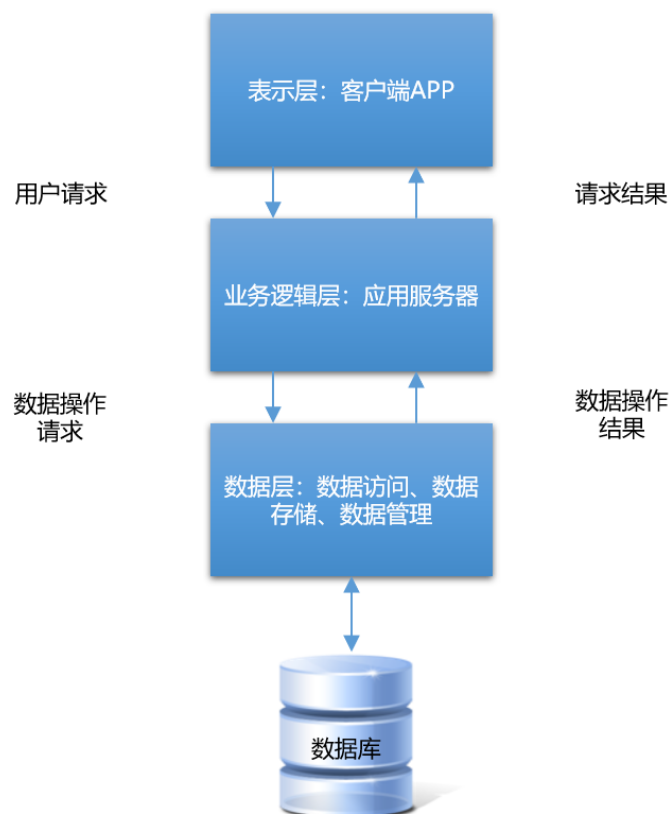 表示层：客户端APP
用户请求
请求结果
业务逻辑层：应用服务器
数据操作
请求
数据操作
结果
数据层：数据访问、数据
存储、数据管理
数据库